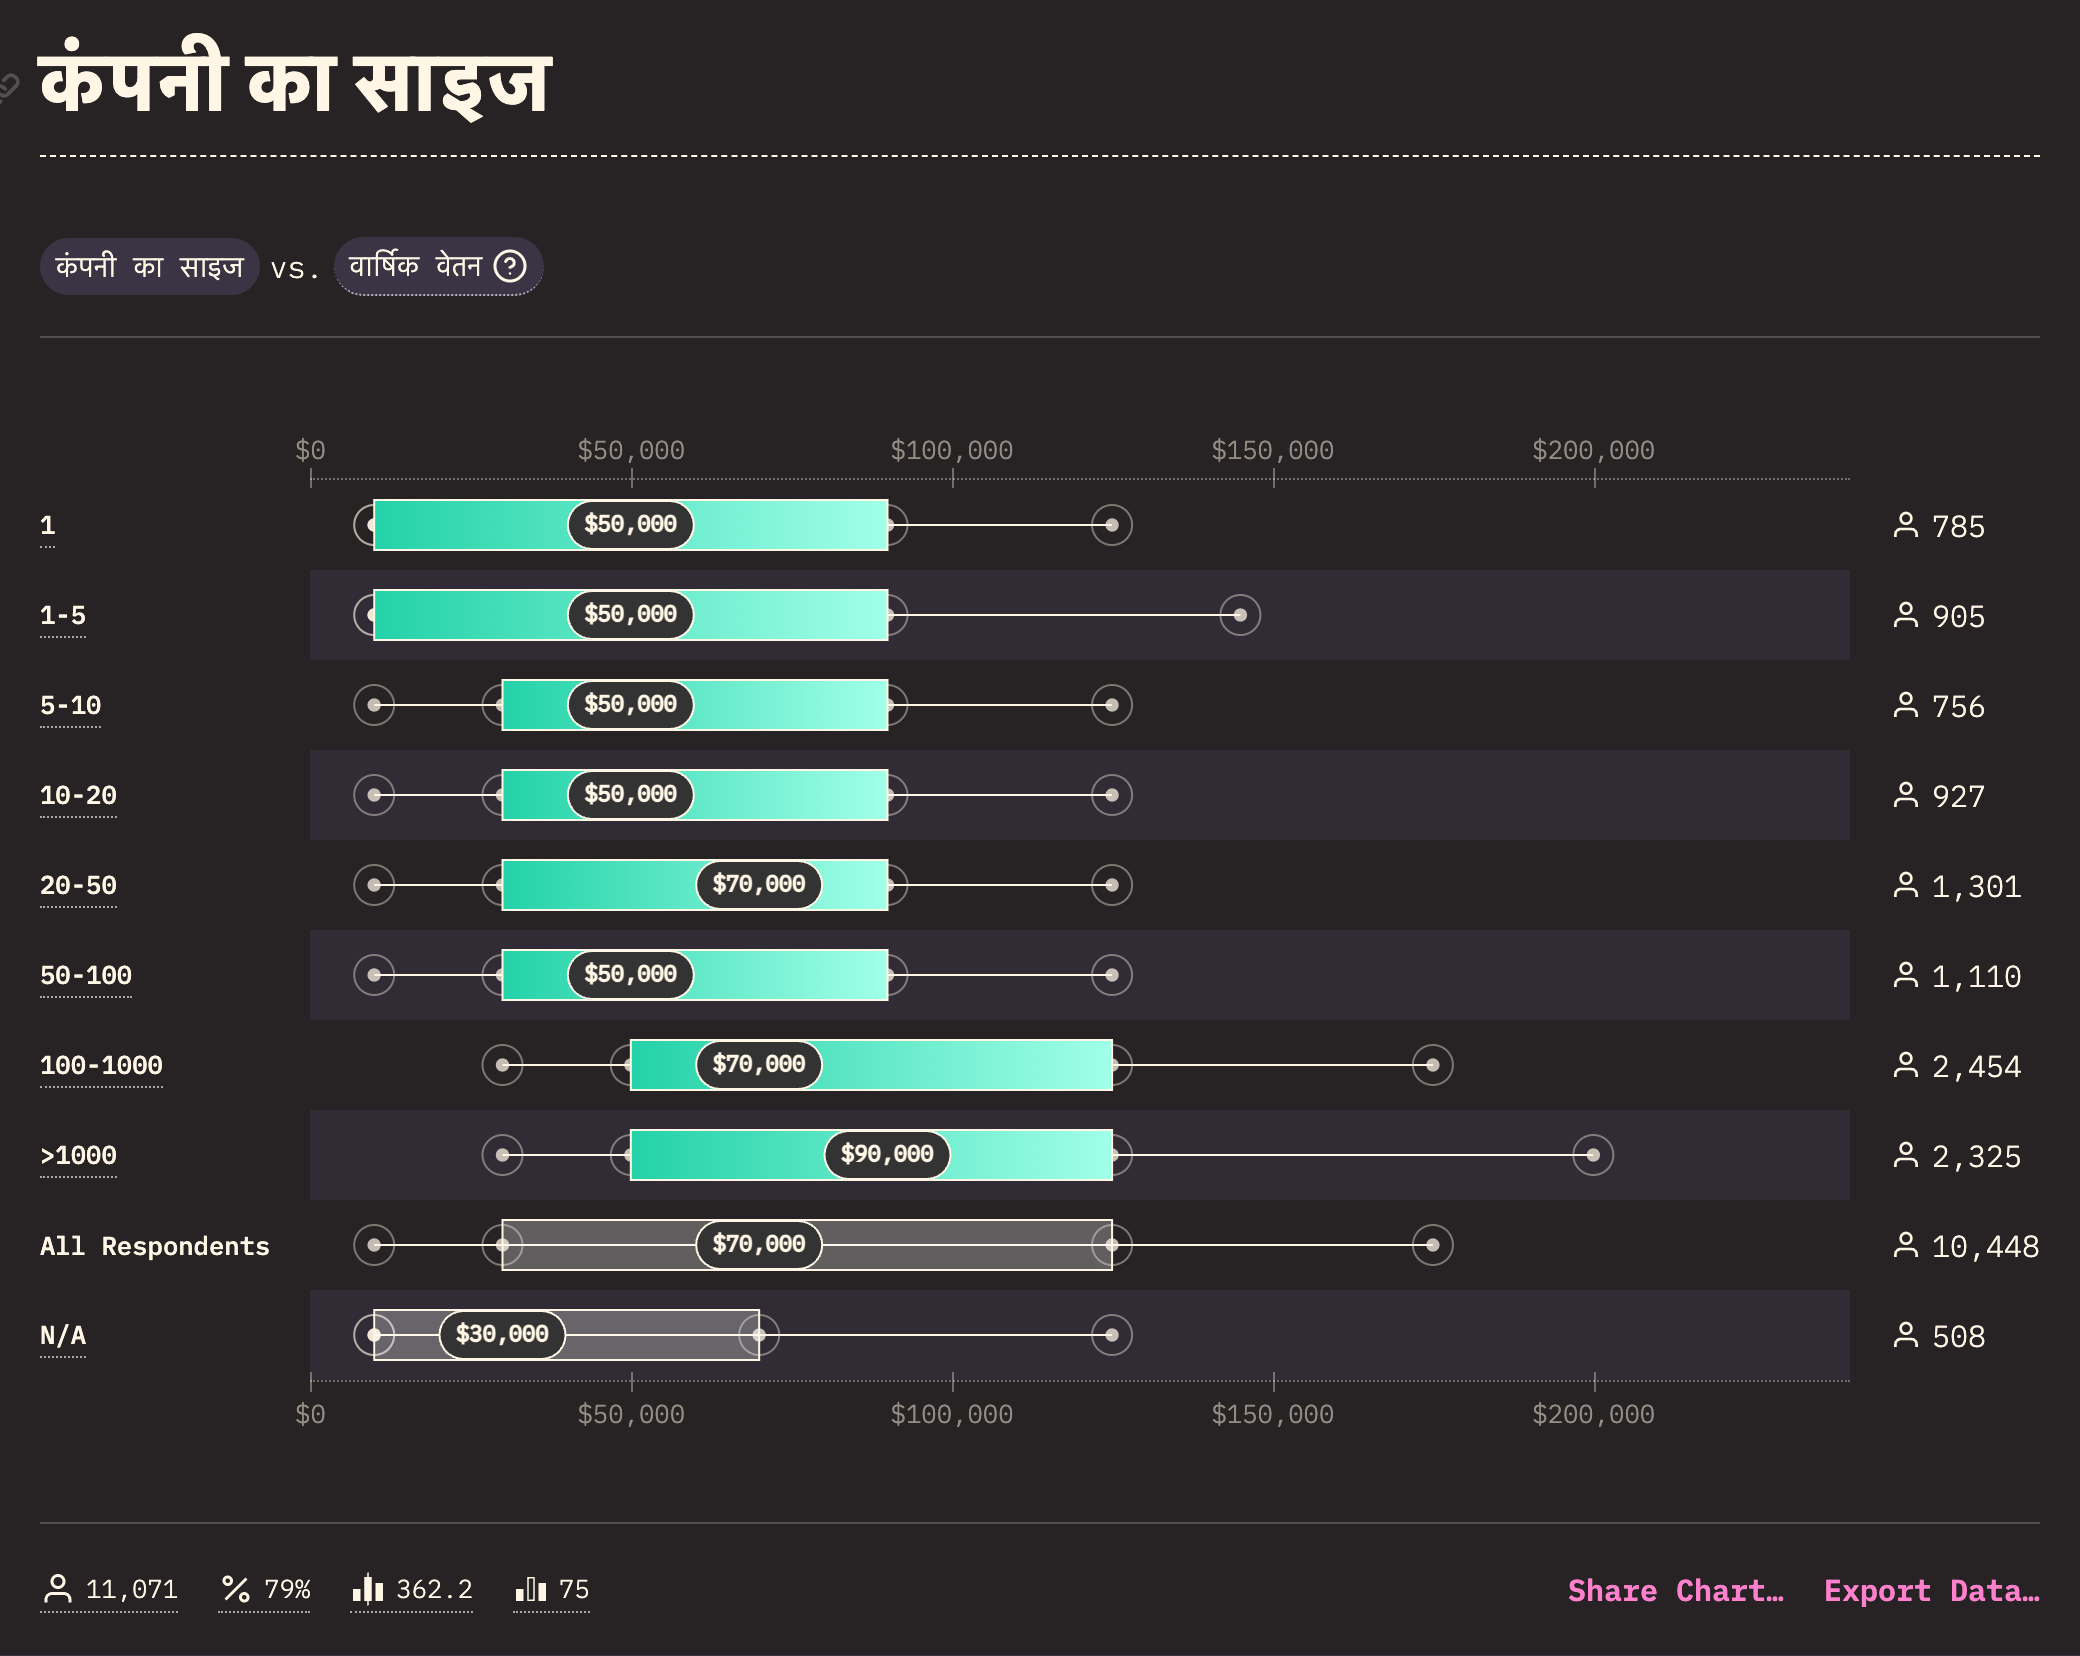 कंपनी का साइज
कंपनी का साइज vs. वार्षिक वेतन ?
$0 $50,000 $100,000 $150,000 $200,000
1 $50,000 785
1-5 $50,000 905
5-10 $50,000 756
10-20 $50,000 927
20-50 $70,000 1,301
50-100 $50,000 1,110
100-1000 $70,000 2,454
>1000 $90,000 2,325
All Respondents $70,000 10,448
N/A $30,000 508
$0 $50,000 $100,000 $150,000 $200,000
11,071 79% 362.2 75 Share Chart… Export Data…